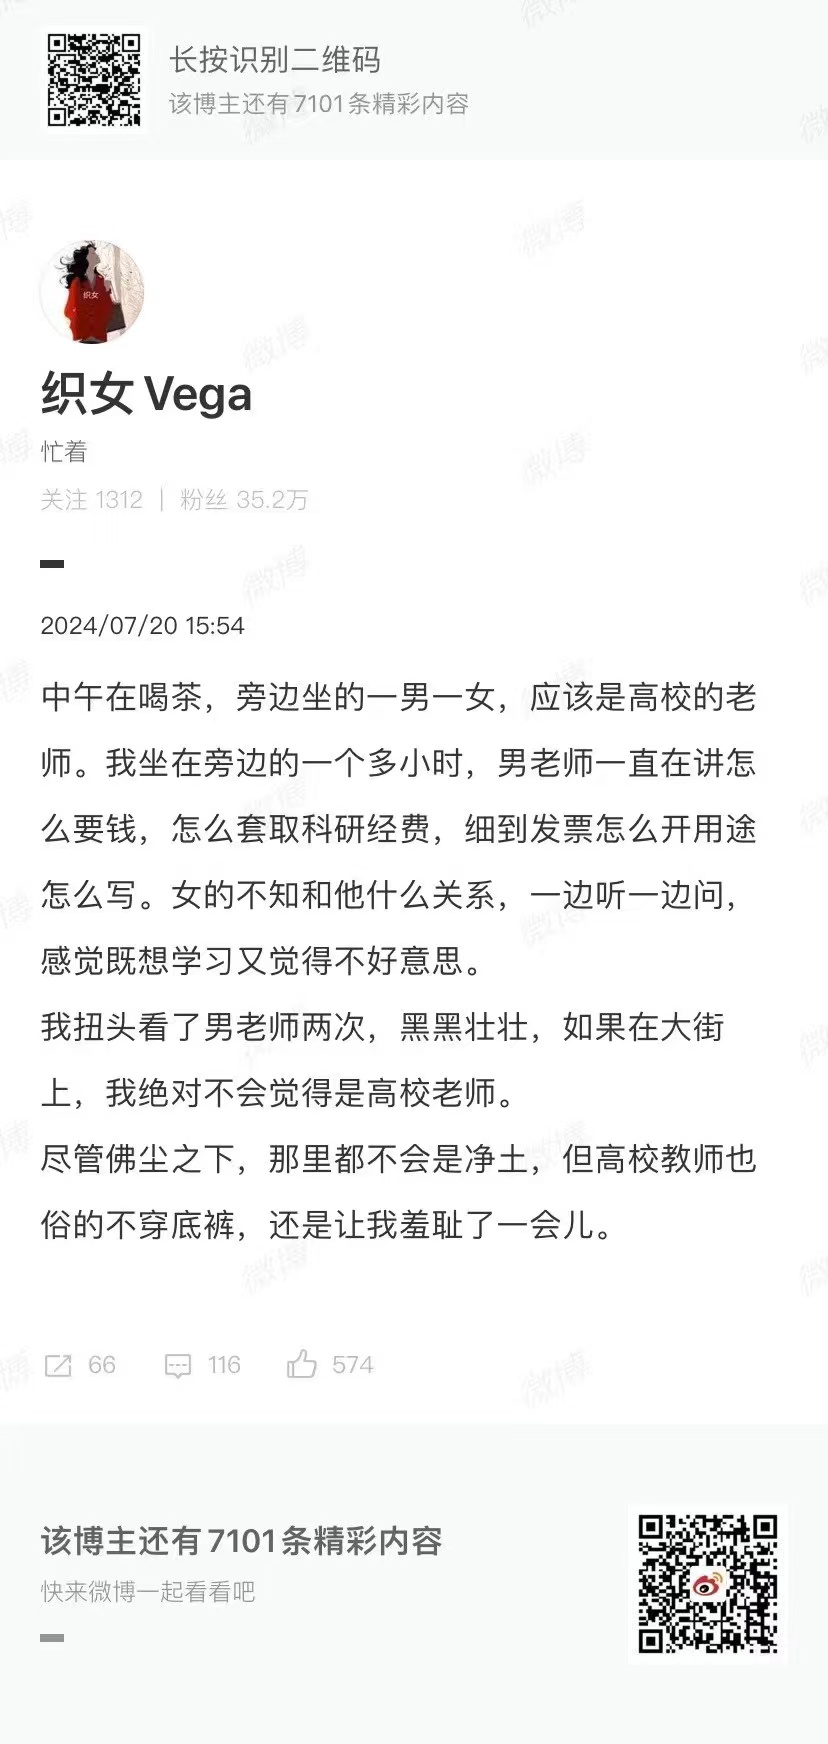 长按识别二维码
该博主还有7101条精彩内容
织女
织女Vega
忙着
关注 1312 | 粉丝 35.2万
2024/07/20 15:54
中午在喝茶，旁边坐的一男一女，应该是高校的老
师。我坐在旁边的一个多小时，男老师一直在讲怎
么要钱，怎么套取科研经费，细到发票怎么开用途
怎么写。女的不知和他什么关系，一边听一边问，
感觉既想学习又觉得不好意思。
我扭头看了男老师两次，黑黑壮壮，如果在大街
上，我绝对不会觉得是高校老师。
尽管佛尘之下，那里都不会是净土，但高校教师也
俗的不穿底裤，还是让我羞耻了一会儿。
66 116 574
该博主还有7101条精彩内容
快来微博一起看看吧
微博